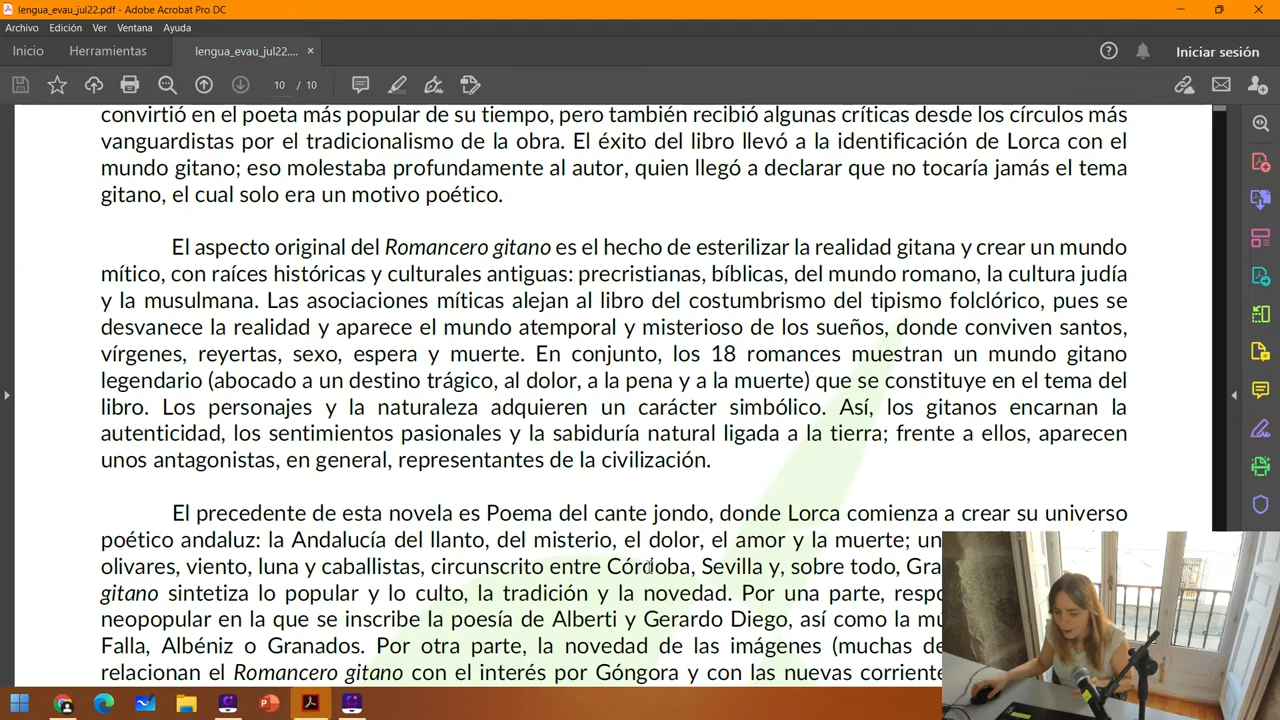 lengua_evau_jul22.pdf - Adobe Acrobat Pro DC
Archivo Edición Ver Ventana Ayuda
Inicio Herramientas lengua_evau_jul22.... × Iniciar sesión
10 / 10
convirtió en el poeta más popular de su tiempo, pero también recibió algunas críticas desde los círculos más
vanguardistas por el tradicionalismo de la obra. El éxito del libro llevó a la identificación de Lorca con el
mundo gitano; eso molestaba profundamente al autor, quien llegó a declarar que no tocaría jamás el tema
gitano, el cual solo era un motivo poético.
El aspecto original del Romancero gitano es el hecho de esterilizar la realidad gitana y crear un mundo
mítico, con raíces históricas y culturales antiguas: precristianas, bíblicas, del mundo romano, la cultura judía
y la musulmana. Las asociaciones míticas alejan al libro del costumbrismo del tipismo folclórico, pues se
desvanece la realidad y aparece el mundo atemporal y misterioso de los sueños, donde conviven santos,
vírgenes, reyertas, sexo, espera y muerte. En conjunto, los 18 romances muestran un mundo gitano
legendario (abocado a un destino trágico, al dolor, a la pena y a la muerte) que se constituye en el tema del
libro. Los personajes y la naturaleza adquieren un carácter simbólico. Así, los gitanos encarnan la
autenticidad, los sentimientos pasionales y la sabiduría natural ligada a la tierra; frente a ellos, aparecen
unos antagonistas, en general, representantes de la civilización.
El precedente de esta novela es Poema del cante jondo, donde Lorca comienza a crear su universo
poético andaluz: la Andalucía del llanto, del misterio, el dolor, el amor y la muerte;
olivares, viento, luna y caballistas, circunscrito entre Córdoba, Sevilla y, sobre todo,
gitano sintetiza lo popular y lo culto, la tradición y la novedad. Por una parte,
neopopular en la que se inscribe la poesía de Alberti y Gerardo Diego, así como la
Falla, Albéniz o Granados. Por otra parte, la novedad de las imágenes (muchas
relacionan el Romancero gitano con el interés por Góngora y con las nuevas